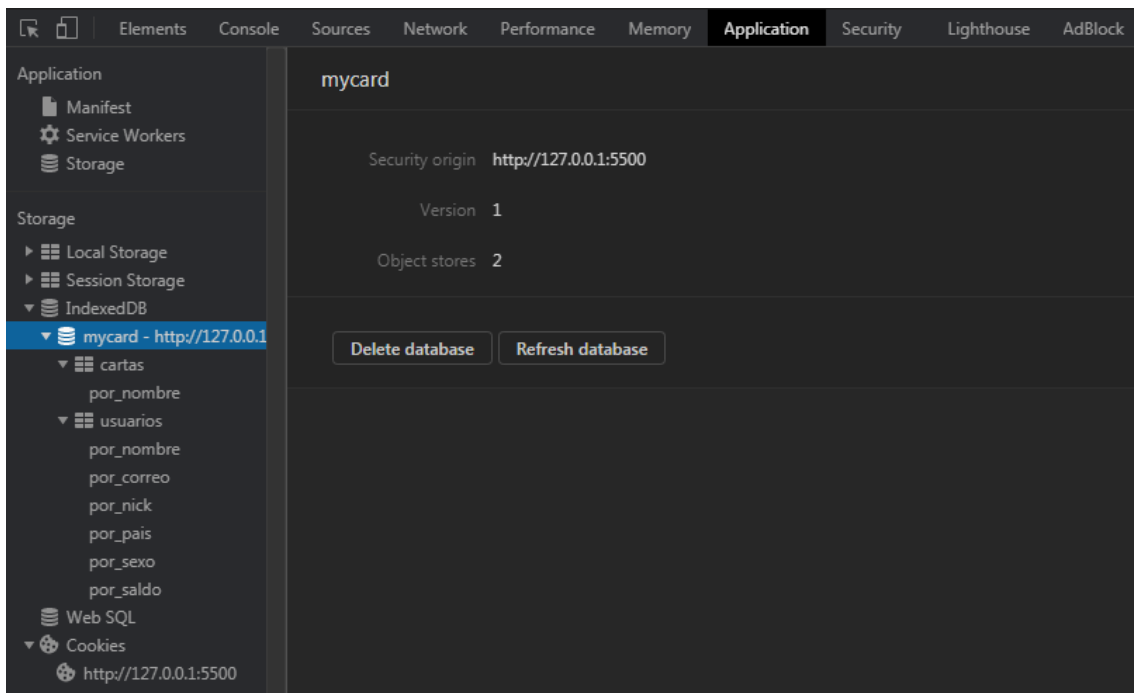 Elements Console Sources Network Performance Memory Application Security Lighthouse AdBlock
Application
Manifest
Service Workers
Storage
Storage
Local Storage
Session Storage
IndexedDB
mycard - http://127.0.0.1
cartas
por_nombre
usuarios
por_nombre
por_correo
por_nick
por_pais
por_sexo
por_saldo
Web SQL
Cookies
http://127.0.0.1:5500
mycard
Security origin http://127.0.0.1:5500
Version 1
Object stores 2
Delete database Refresh database